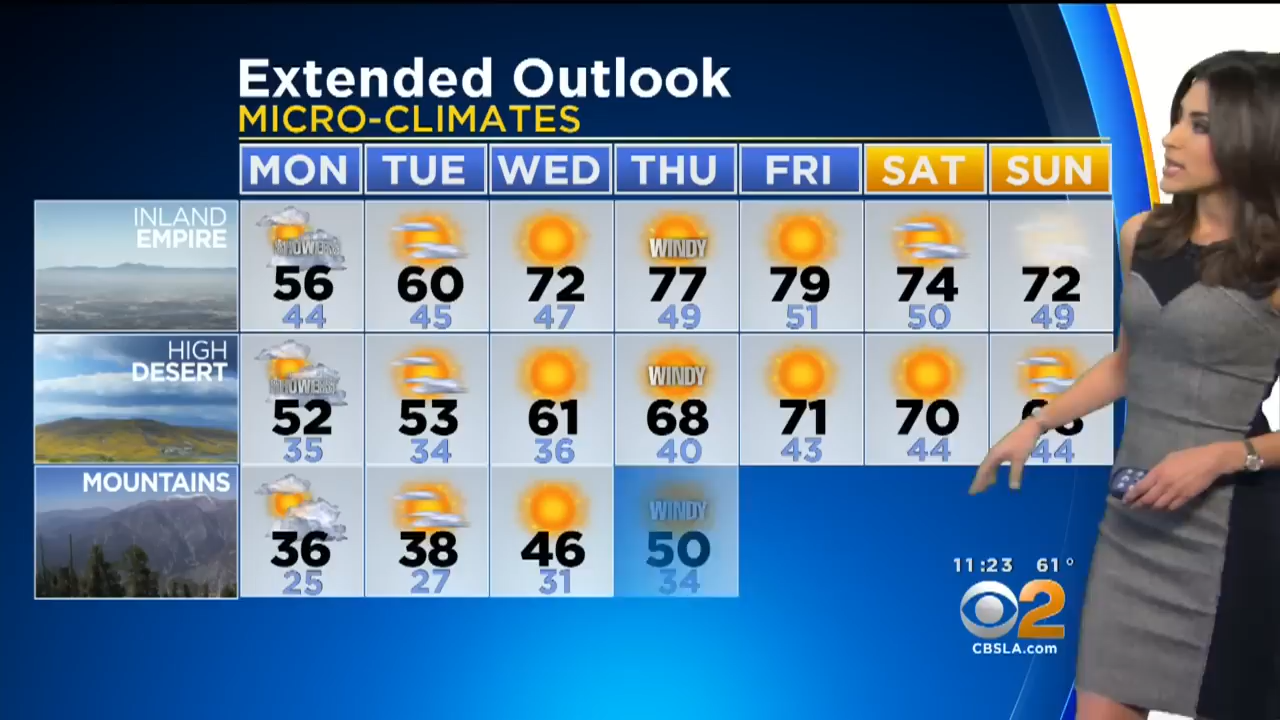 Extended Outlook
MICRO-CLIMATES
MON TUE WED THU FRI SAT SUN
INLAND
EMPIRE
SHOWERS WINDY
56 60 72 77 79 74 72
44 45 47 49 51 50 49
HIGH
DESERT
SHOWERS WINDY
52 53 61 68 71 70
35 34 36 40 43 44 44
MOUNTAINS
WINDY
36 38 46 50
25 27 31 34
11:23 61°
2
CBSLA.com